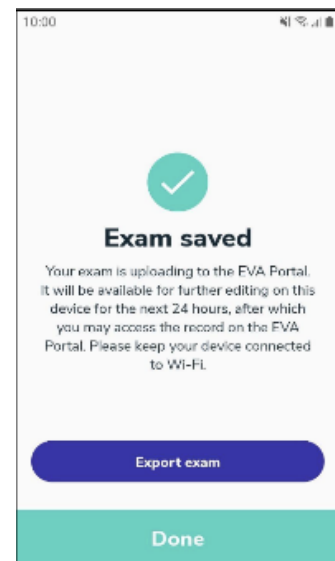 10:00
Exam saved
Your exam is uploading to the EVA Portal.
It will be available for further editing on this
device for the next 24 hours, after which
you may access the record on the EVA
Portal. Please keep your device connected
to Wi-Fi.
Export exam
Done